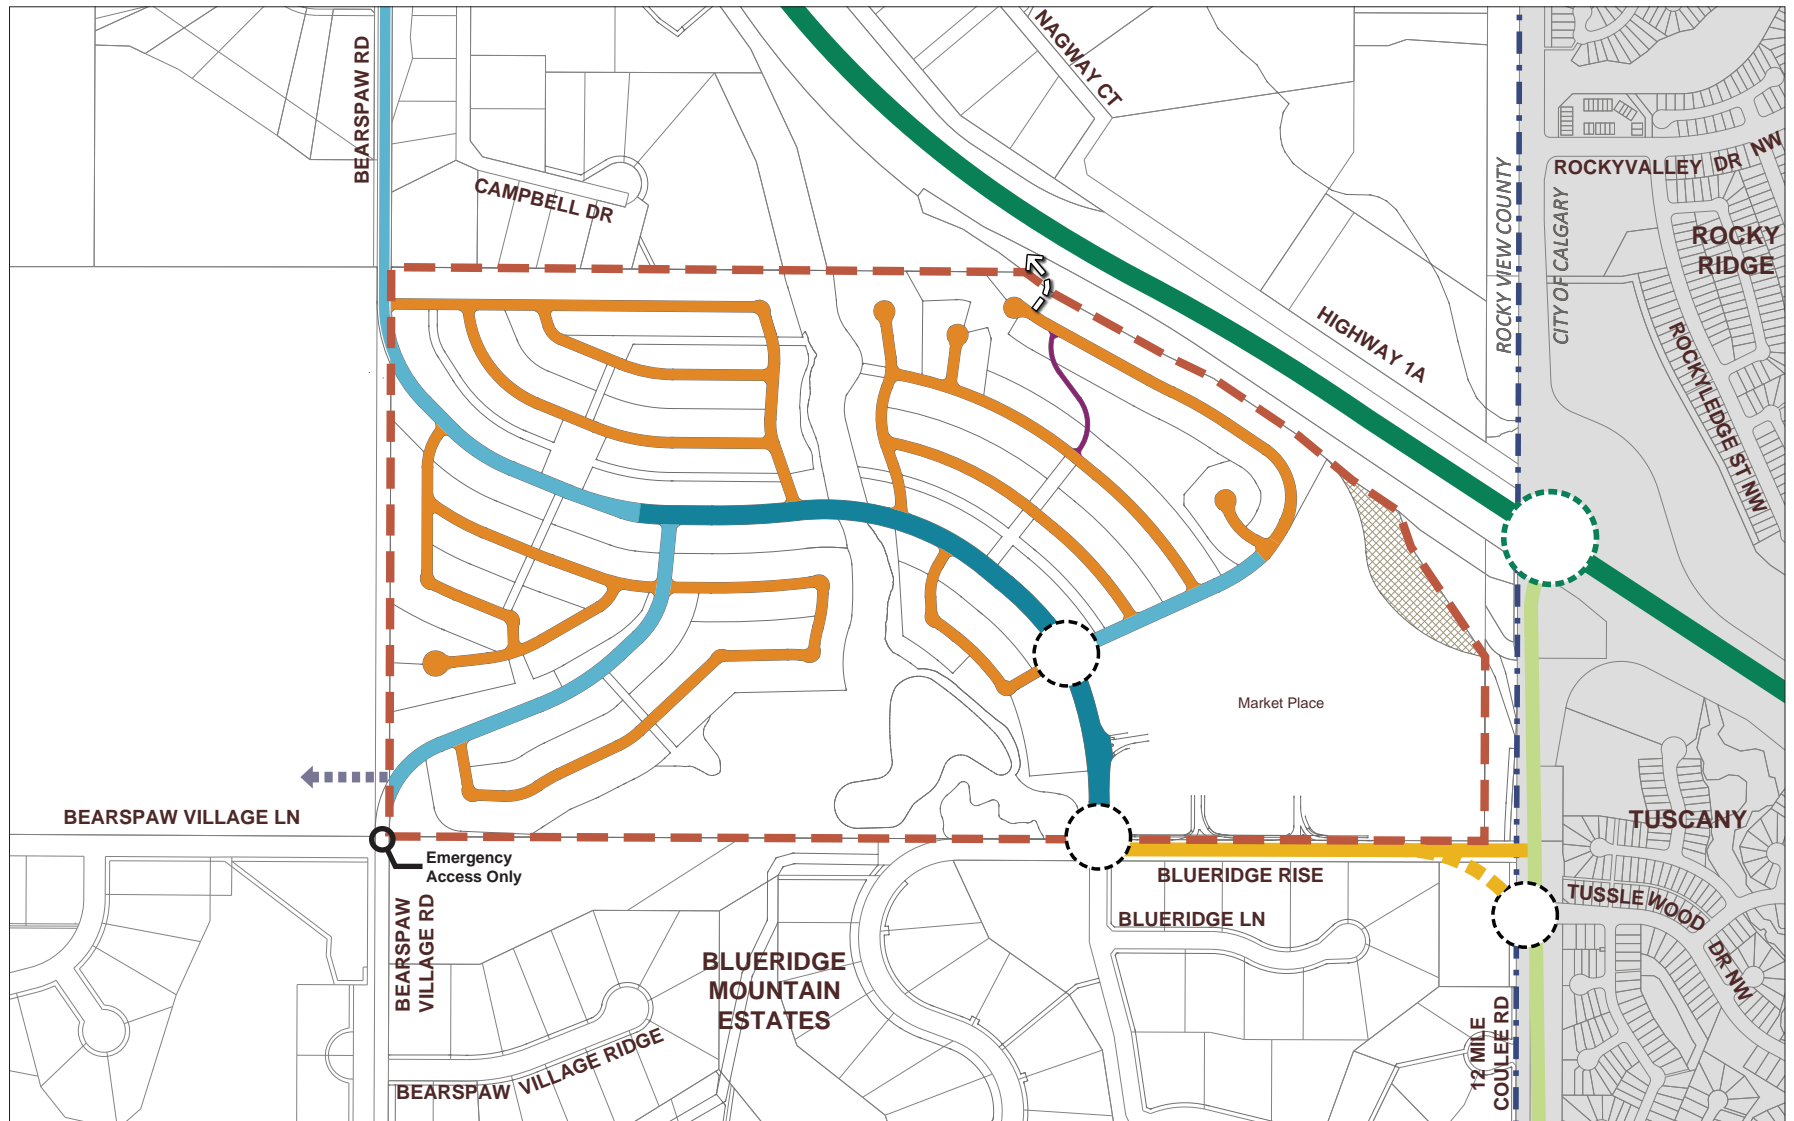 NAGWAY CT
BEARSPAW RD
ROCKYVALLEY DR NW
CAMPBELL DR
ROCKY VIEW COUNTY
CITY OF CALGARY
ROCKY
RIDGE
HIGHWAY 1A
ROCKYLEDGE ST NW
Market Place
BEARSPAW VILLAGE LN
TUSCANY
Emergency
Access Only
BLUERIDGE RISE
TUSSLEWOOD DR NW
BLUERIDGE LN
BEARSPAW
VILLAGE RD
BLUERIDGE
MOUNTAIN
ESTATES
12 MILE
COULEE RD
BEARSPAW VILLAGE RIDGE